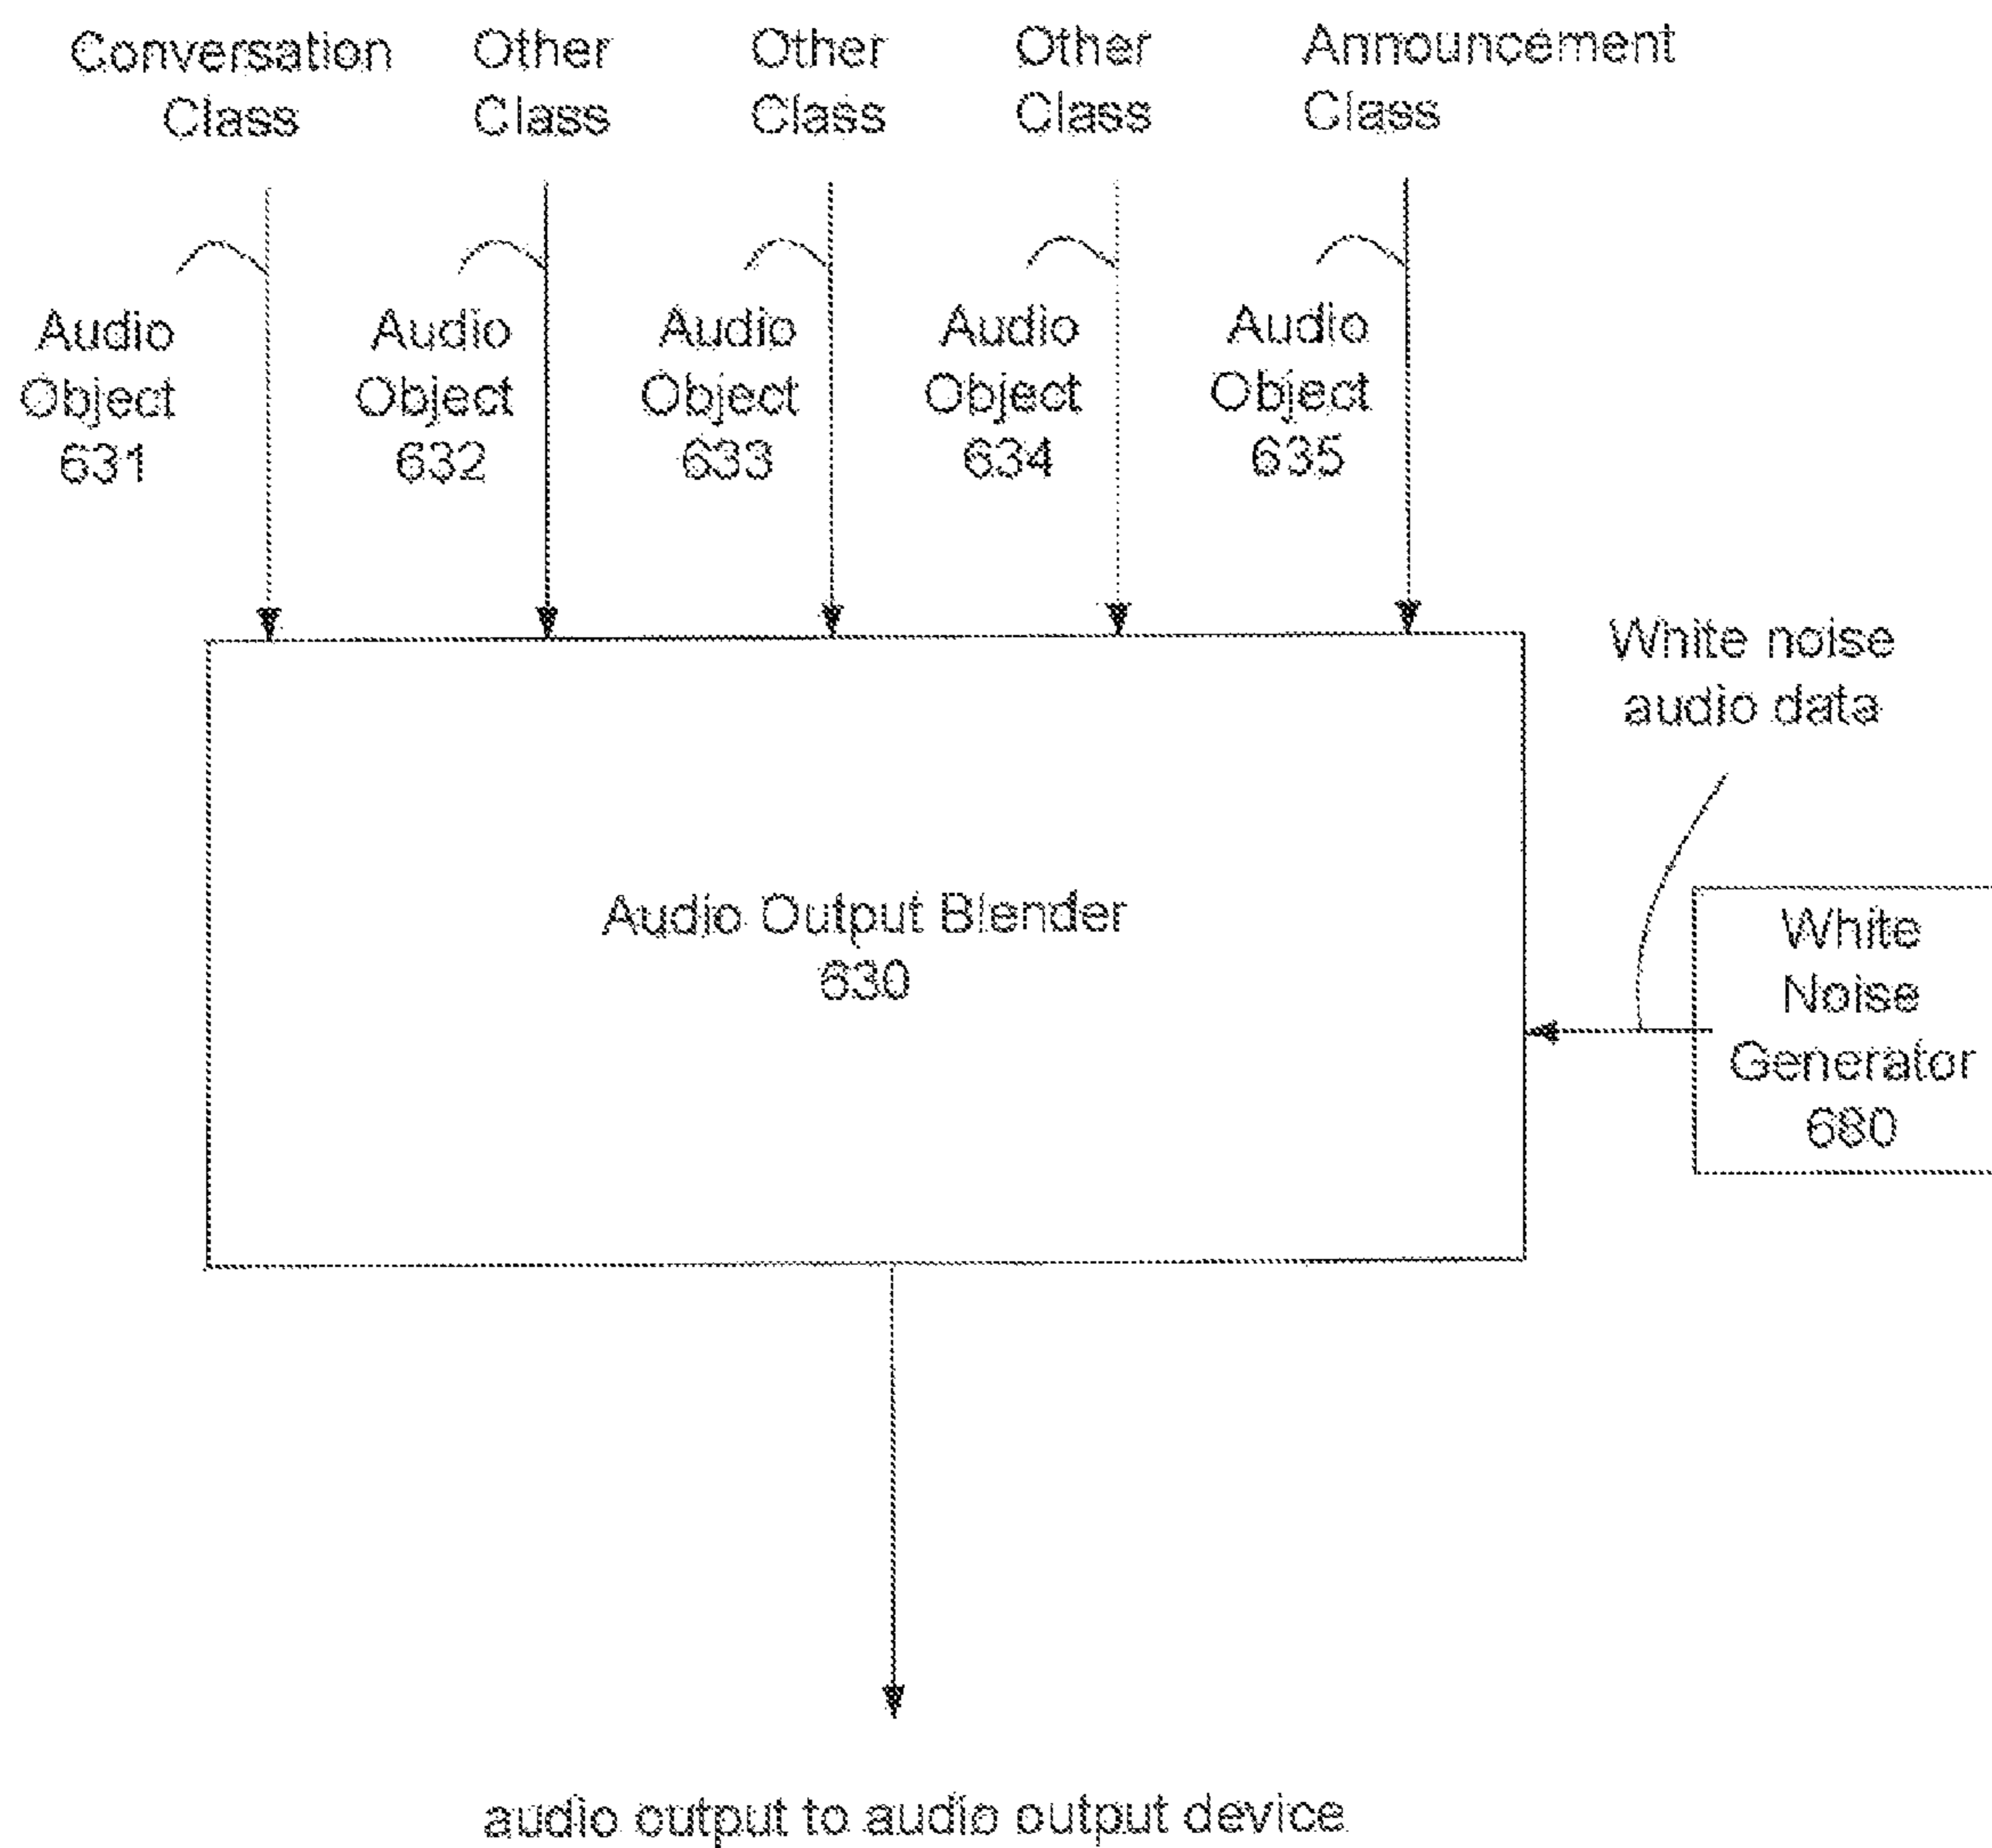 Conversation
Class
Other
Class
Other
Class
Other
Class
Announcement
Class
Audio
Object
631
Audio
Object
632
Audio
Object
633
Audio
Object
634
Audio
Object
635
White noise
audio data
Audio Output Blender
630
White
Noise
Generator
680
audio output to audio output device